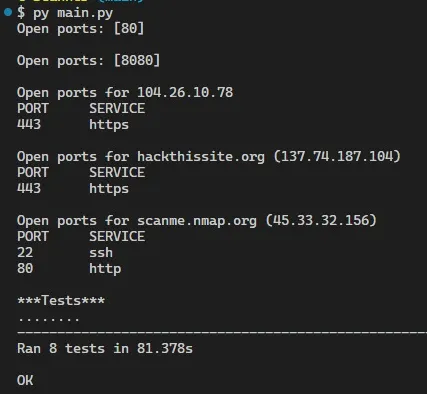 $ py main.py
Open ports: [80]
Open ports: [8080]
Open ports for 104.26.10.78
PORT     SERVICE
443      https
Open ports for hackthissite.org (137.74.187.104)
PORT     SERVICE
443      https
Open ports for scanme.nmap.org (45.33.32.156)
PORT     SERVICE
22       ssh
80       http
***Tests***
........
----------------------------------------------------
Ran 8 tests in 81.378s
OK